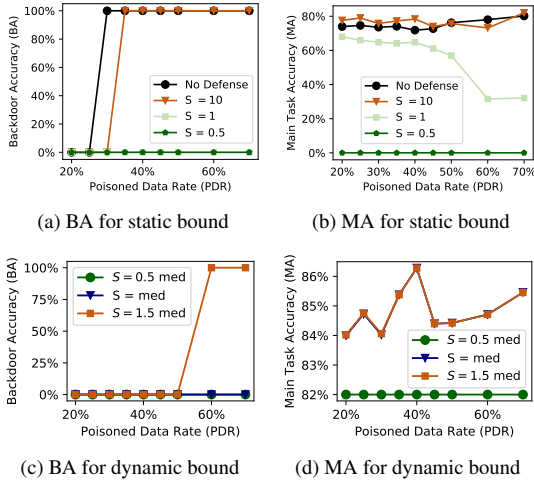 100%
80%
60%
40%
20%
0%
Backdoor Accuracy (BA)
No Defense
S = 10
S = 1
S = 0.5
20% 40% 60%
Poisoned Data Rate (PDR)
(a) BA for static bound
80%
60%
40%
20%
0%
Main Task Accuracy (MA)
No Defense
S = 10
S = 1
S = 0.5
20% 30% 40% 50% 60% 70%
Poisoned Data Rate (PDR)
(b) MA for static bound
100%
75%
50%
25%
0%
Backdoor Accuracy (BA)
S = 0.5 med
S = med
S = 1.5 med
20% 40% 60%
Poisoned Data Rate (PDR)
(c) BA for dynamic bound
86%
85%
84%
83%
82%
Main Task Accuracy (MA)
S = 0.5 med
S = med
S = 1.5 med
20% 40% 60%
Poisoned Data Rate (PDR)
(d) MA for dynamic bound